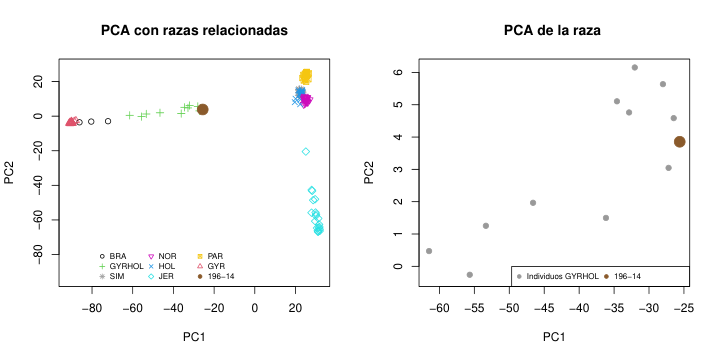 PCA con razas relacionadas
PCA de la raza
PC2
20
0
−20
−40
−60
−80
BRA NOR PAR
GYRHOL HOL GYR
SIM JER 196−14
−80 −60 −40 −20 0 20
PC1
PC2
6
5
4
3
2
1
0
Individuos GYRHOL 196−14
−60 −55 −50 −45 −40 −35 −30 −25
PC1